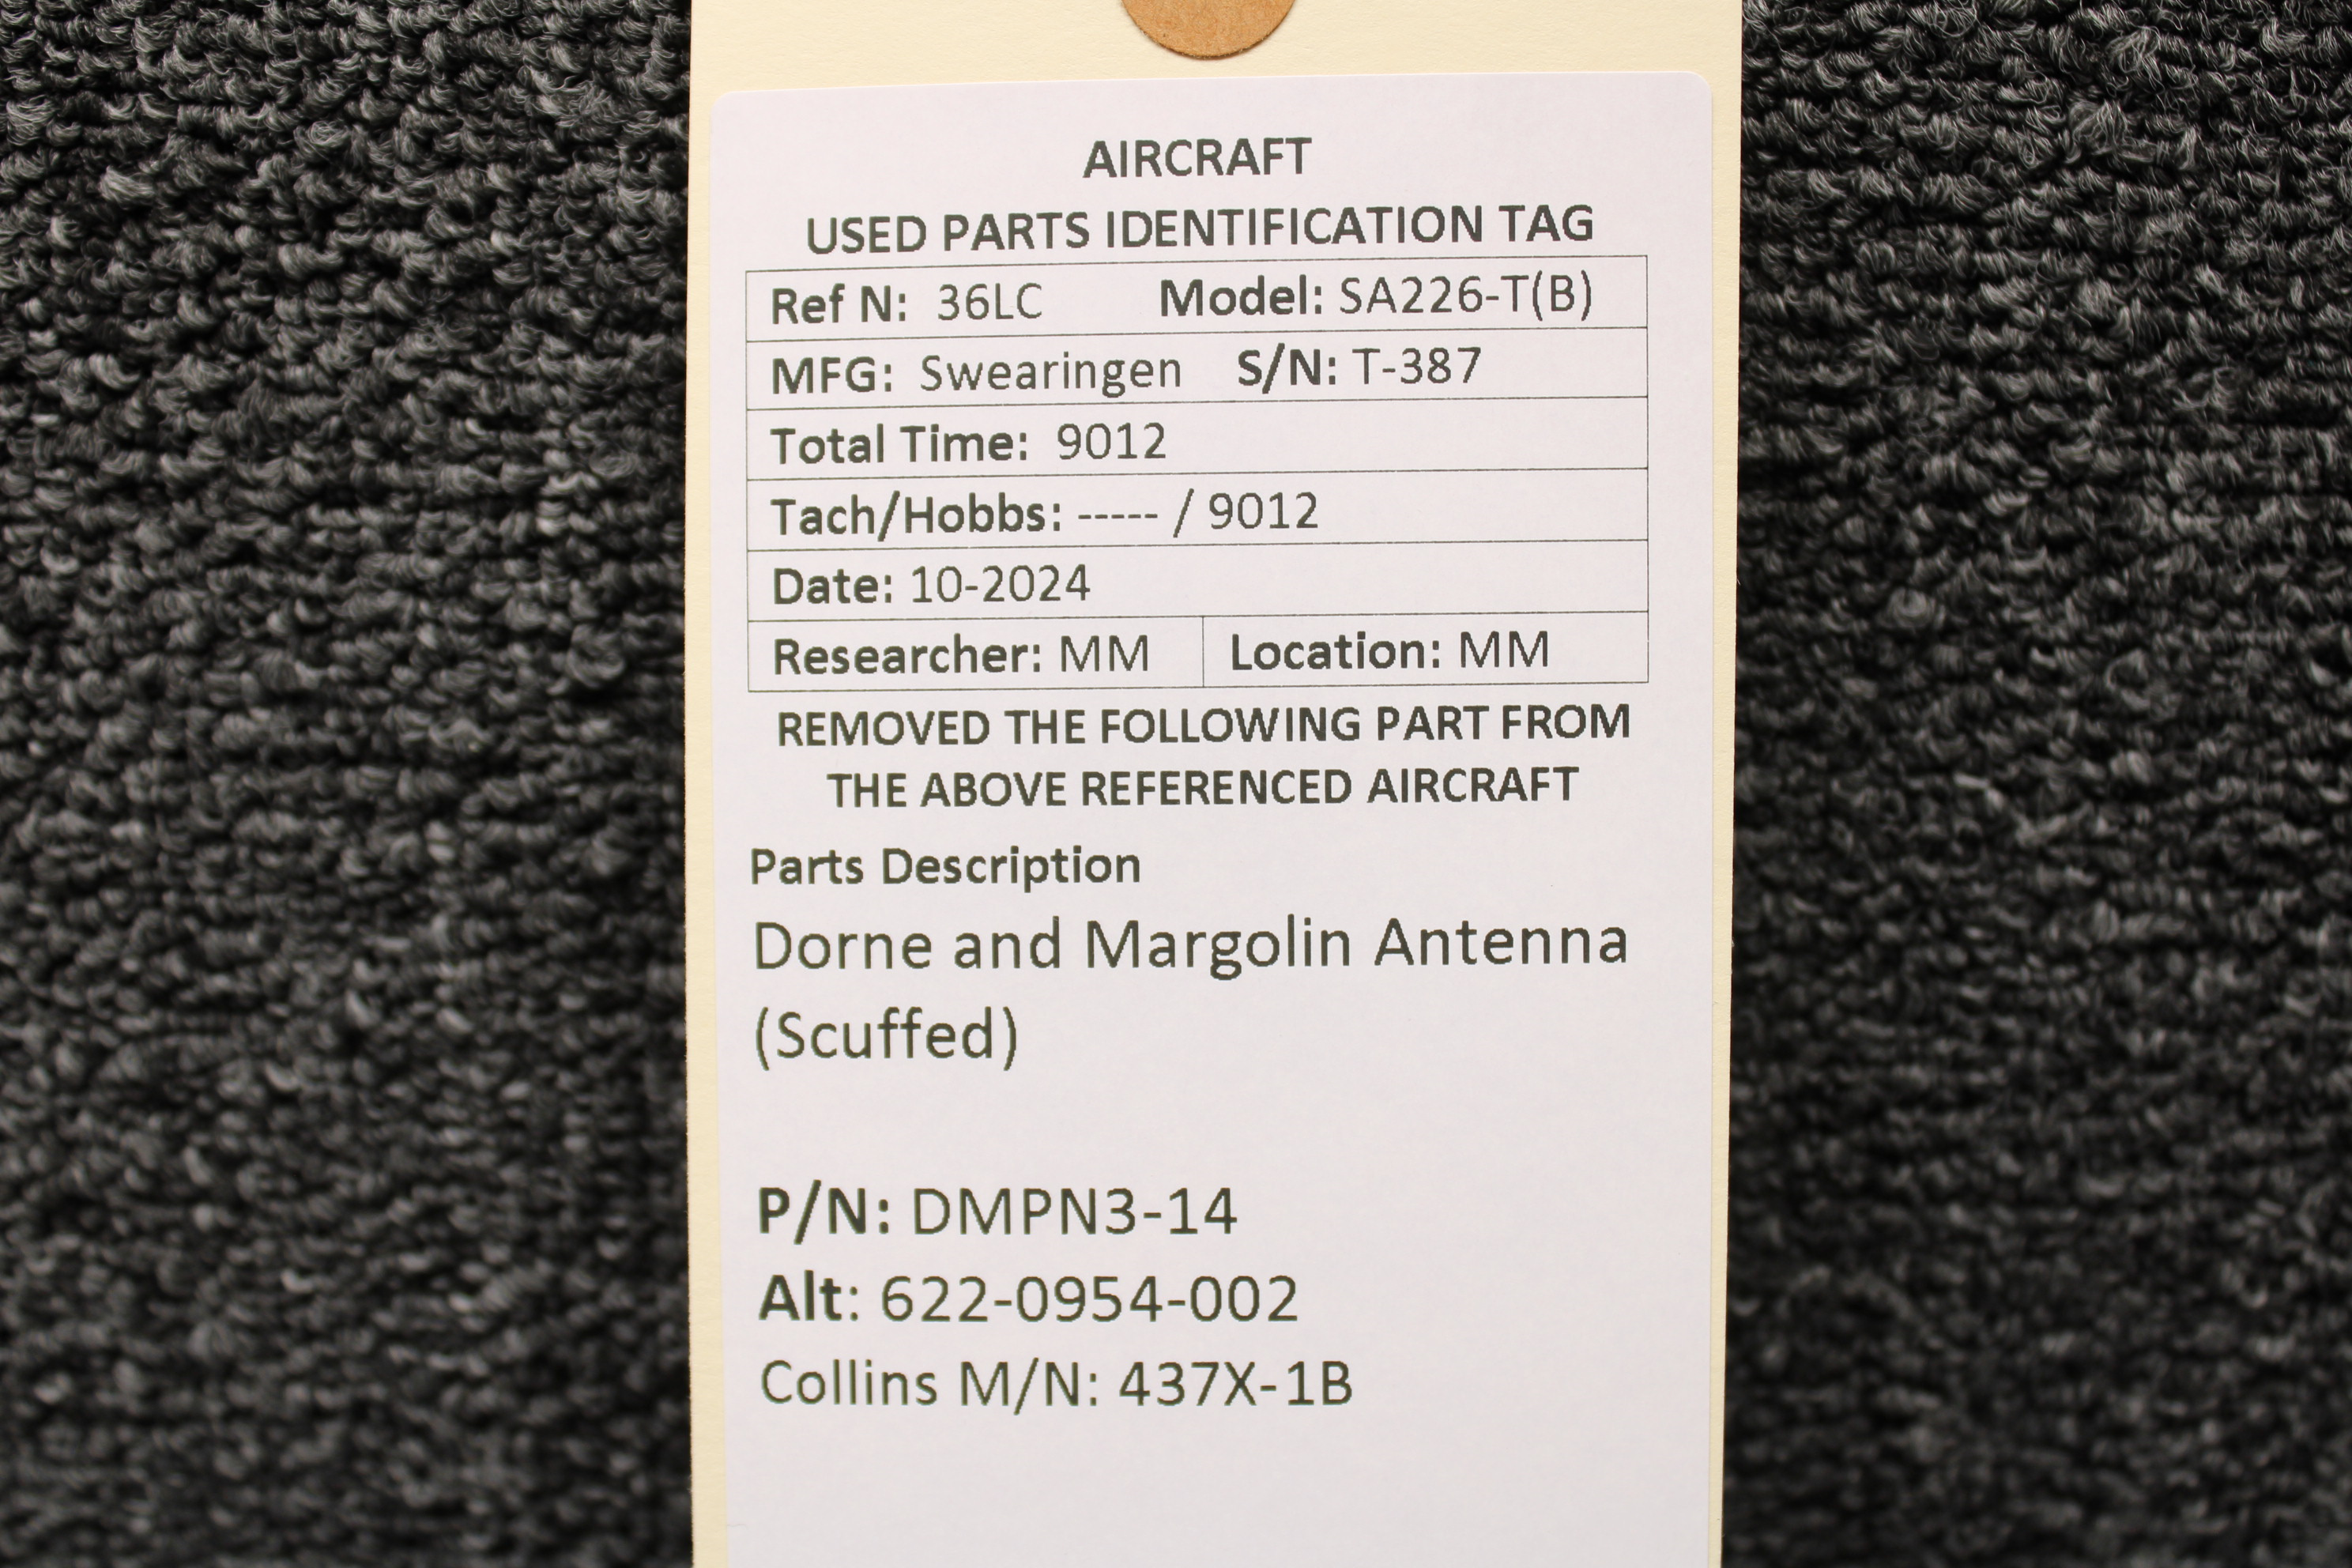 AIRCRAFT
USED PARTS IDENTIFICATION TAG
Ref N: 36LC Model: SA226-T(B)
MFG: Swearingen S/N: T-387
Total Time: 9012
Tach/Hobbs: ----- / 9012
Date: 10-2024
Researcher: MM Location: MM
REMOVED THE FOLLOWING PART FROM
THE ABOVE REFERENCED AIRCRAFT
Parts Description
Dorne and Margolin Antenna
(Scuffed)
P/N: DMPN3-14
Alt: 622-0954-002
Collins M/N: 437X-1B